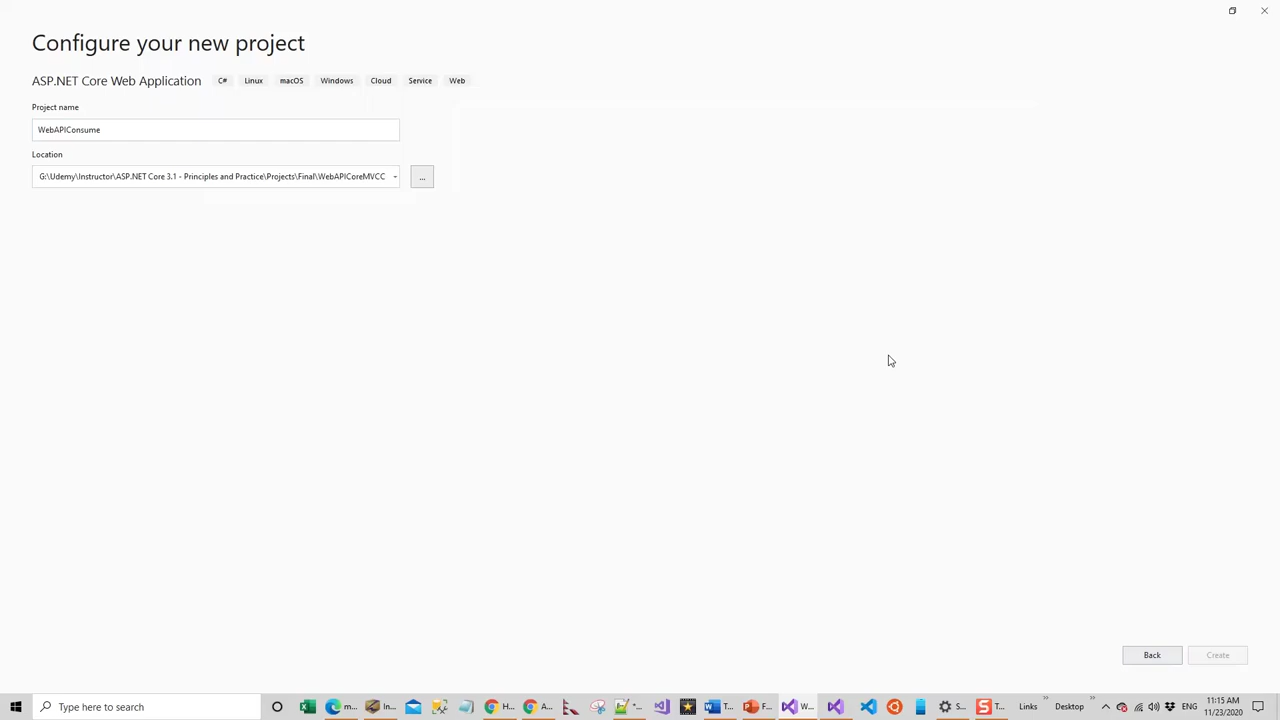 Configure your new project
ASP.NET Core Web Application C# Linux macOS Windows Cloud Service Web
Project name
WebAPIConsume
Location
G:\Udemy\Instructor\ASP.NET Core 3.1 - Principles and Practice\Projects\Final\WebAPICoreMVCC
...
Back Create
Type here to search m... In... H... A... "... T... F... W... S... T... Links Desktop ENG 11:15 AM
11/23/2020